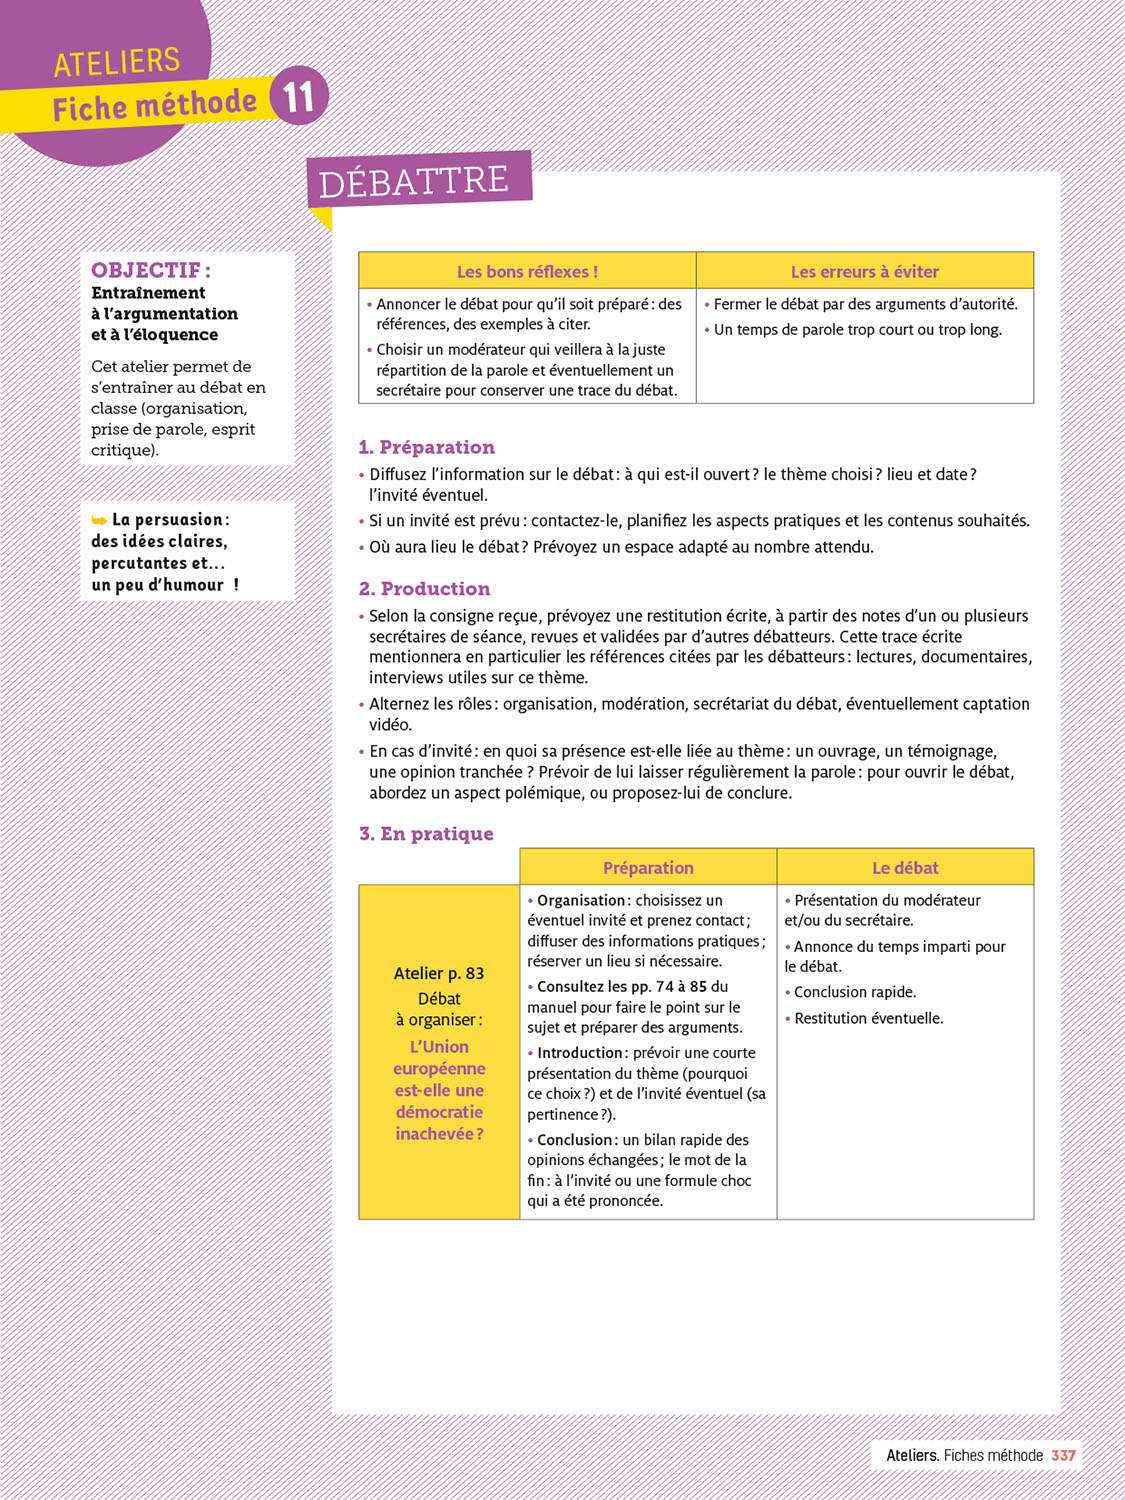 ATELIERS
Fiche méthode 11
DÉBATTRE
OBJECTIF :
Entraînement
à l'argumentation
et à l'éloquence
Cet atelier permet de
s'entraîner au débat en
classe (organisation,
prise de parole, esprit
critique).
➥ La persuasion :
des idées claires,
percutantes et...
un peu d'humour !
Les bons réflexes !
• Annoncer le débat pour qu'il soit préparé : des
références, des exemples à citer.
• Choisir un modérateur qui veillera à la juste
répartition de la parole et éventuellement un
secrétaire pour conserver une trace du débat.
Les erreurs à éviter
• Fermer le débat par des arguments d'autorité.
• Un temps de parole trop court ou trop long.
1. Préparation
• Diffusez l'information sur le débat : à qui est-il ouvert ? le thème choisi ? lieu et date ?
l'invité éventuel.
• Si un invité est prévu : contactez-le, planifiez les aspects pratiques et les contenus souhaités.
• Où aura lieu le débat ? Prévoyez un espace adapté au nombre attendu.
2. Production
• Selon la consigne reçue, prévoyez une restitution écrite, à partir des notes d'un ou plusieurs
secrétaires de séance, revues et validées par d'autres débatteurs. Cette trace écrite
mentionnera en particulier les références citées par les débatteurs : lectures, documentaires,
interviews utiles sur ce thème.
• Alternez les rôles : organisation, modération, secrétariat du débat, éventuellement captation
vidéo.
• En cas d'invité : en quoi sa présence est-elle liée au thème : un ouvrage, un témoignage,
une opinion tranchée ? Prévoir de lui laisser régulièrement la parole : pour ouvrir le débat,
abordez un aspect polémique, ou proposez-lui de conclure.
3. En pratique
Préparation
Le débat
Atelier p. 83
Débat
à organiser :
L'Union
européenne
est-elle une
démocratie
inachevée ?
• Organisation : choisissez un
éventuel invité et prenez contact ;
diffuser des informations pratiques ;
réserver un lieu si nécessaire.
• Consultez les pp. 74 à 85 du
manuel pour faire le point sur le
sujet et préparer des arguments.
• Introduction : prévoir une courte
présentation du thème (pourquoi
ce choix ?) et de l'invité éventuel (sa
pertinence ?).
• Conclusion : un bilan rapide des
opinions échangées ; le mot de la
fin : à l'invité ou une formule choc
qui a été prononcée.
• Présentation du modérateur
et/ou du secrétaire.
• Annonce du temps imparti pour
le débat.
• Conclusion rapide.
• Restitution éventuelle.
Ateliers. Fiches méthode 337